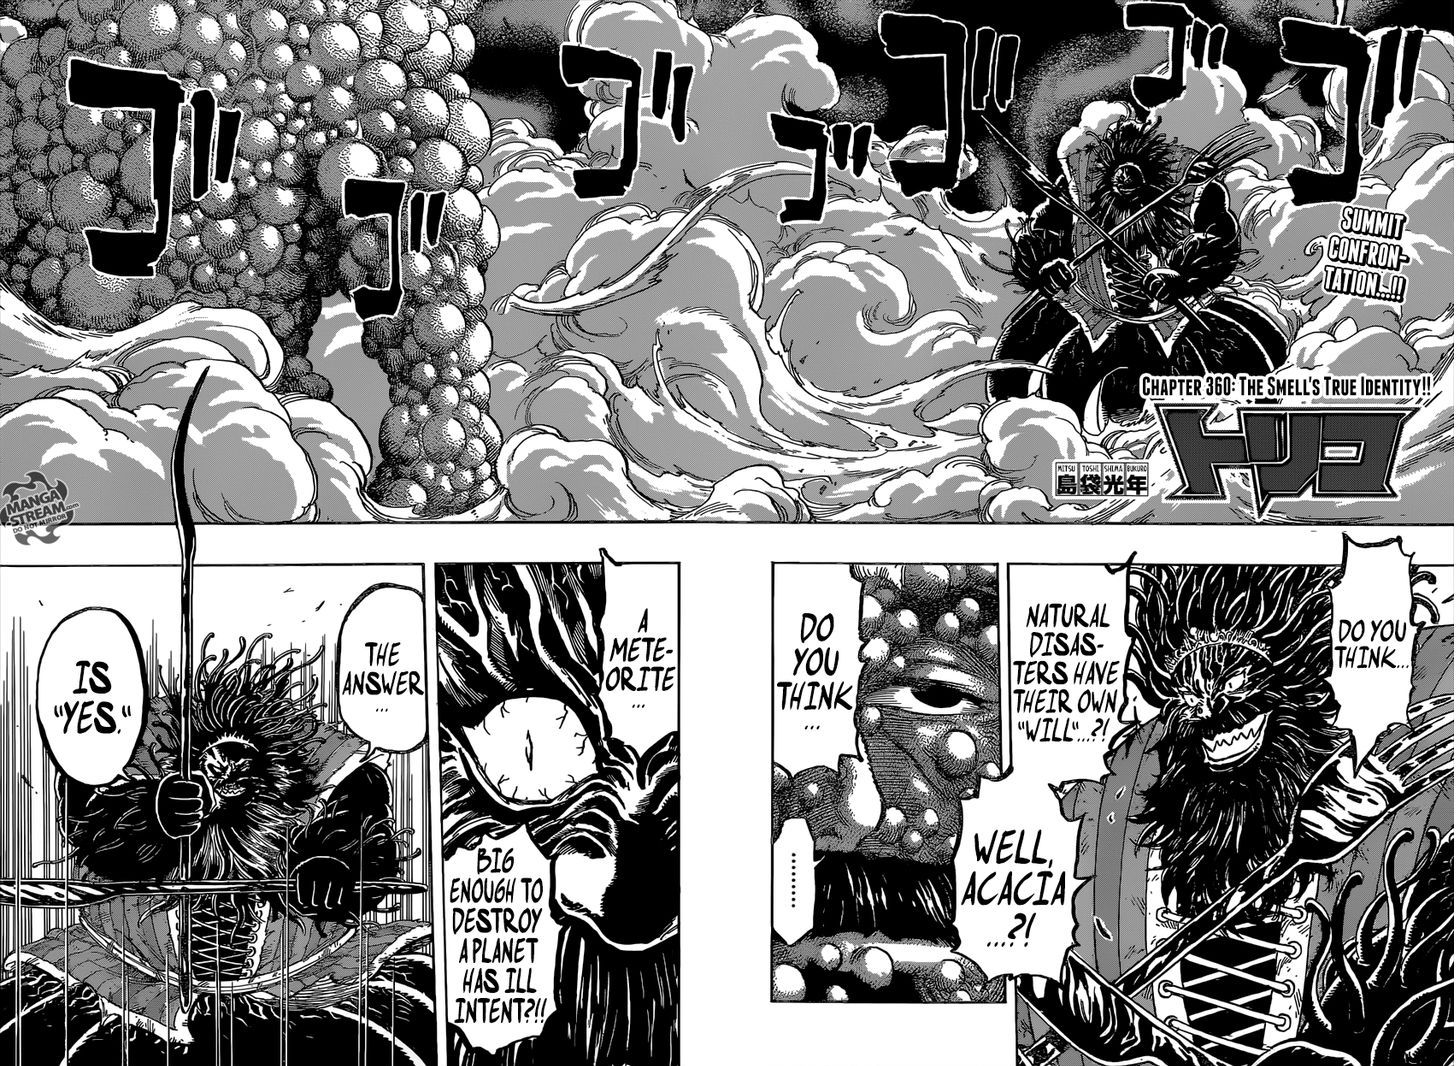 ゴゴゴゴゴゴゴ
SUMMIT
CONFRON-
TATION...!!
CHAPTER 360: THE SMELL'S TRUE IDENTITY!!
トリコ
MITSU TOSHI SHIMA BUKURO
島袋光年
MANGA
STREAM.com
DO NOT MIRROR
DO YOU
THINK...
NATURAL
DISAS-
TERS HAVE
THEIR OWN
"WILL"...?!
WELL,
ACACIA
...?!
DO
YOU
THINK
...
.........
A
METE-
ORITE
BIG
ENOUGH TO
DESTROY
A PLANET
HAS ILL
INTENT?!!
THE
ANSWER
...
IS
"YES."